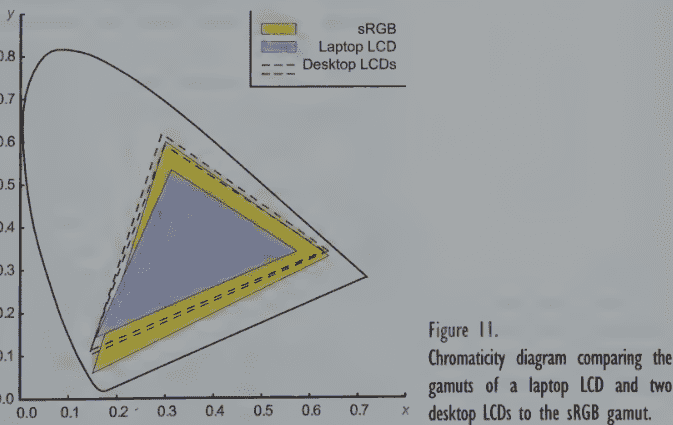 y
sRGB
Laptop LCD
Desktop LCDs
0.8
0.7
0.6
0.5
0.4
0.3
0.2
0.1
0.0
0.0 0.1 0.2 0.3 0.4 0.5 0.6 0.7 x
Figure 11.
Chromaticity diagram comparing the
gamuts of a laptop LCD and two
desktop LCDs to the sRGB gamut.